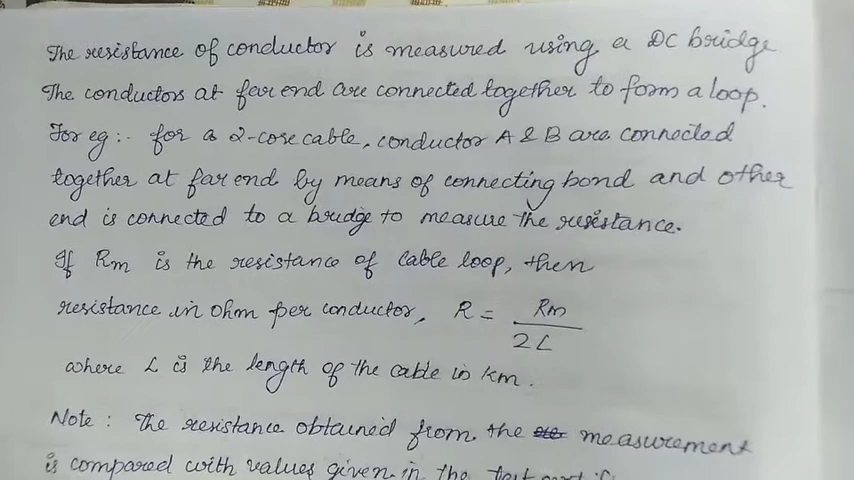 The resistance of conductor is measured using a DC bridge.
The conductors at far end are connected together to form a loop.
For eg:- for a 2-core cable, conductor A & B are connected
together at far end by means of connecting bond and other
end is connected to a bridge to measure the resistance.
If Rm is the resistance of cable loop, then
resistance in ohm per conductor, R = Rm
2L
where L is the length of the cable in km.
Note: The resistance obtained from the measurement
is compared with values given in the test